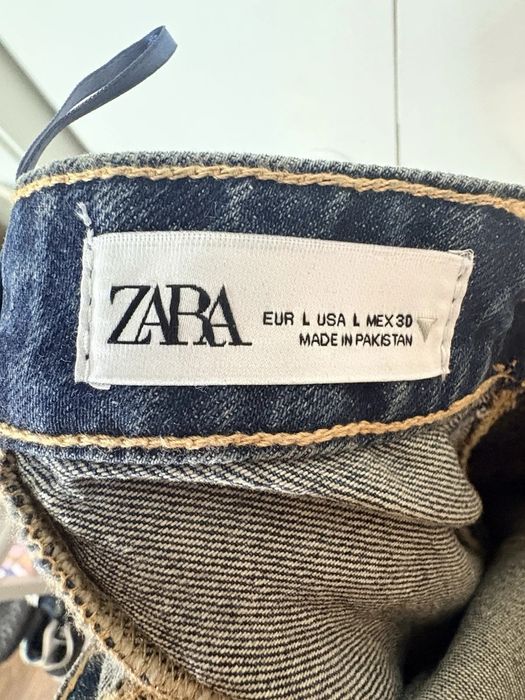 ZARA
EUR L USA L MEX 30
MADE IN PAKISTAN